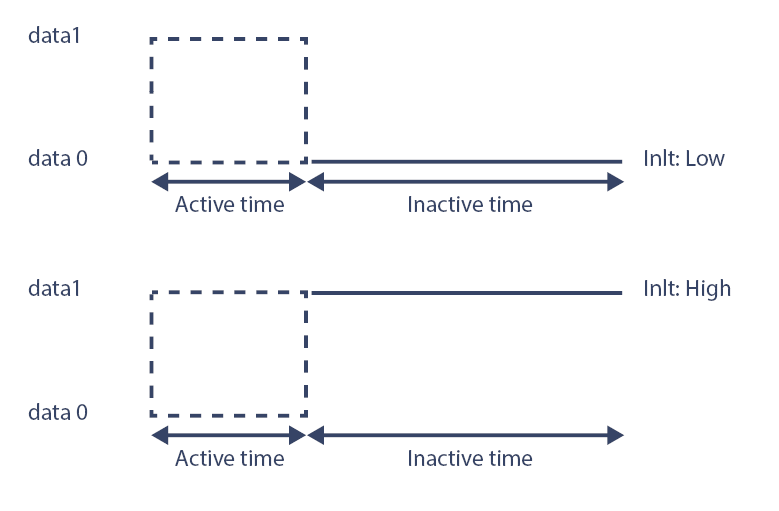 data1
data 0
Inlt: Low
Active time
Inactive time
data1
Inlt: High
data 0
Active time
Inactive time